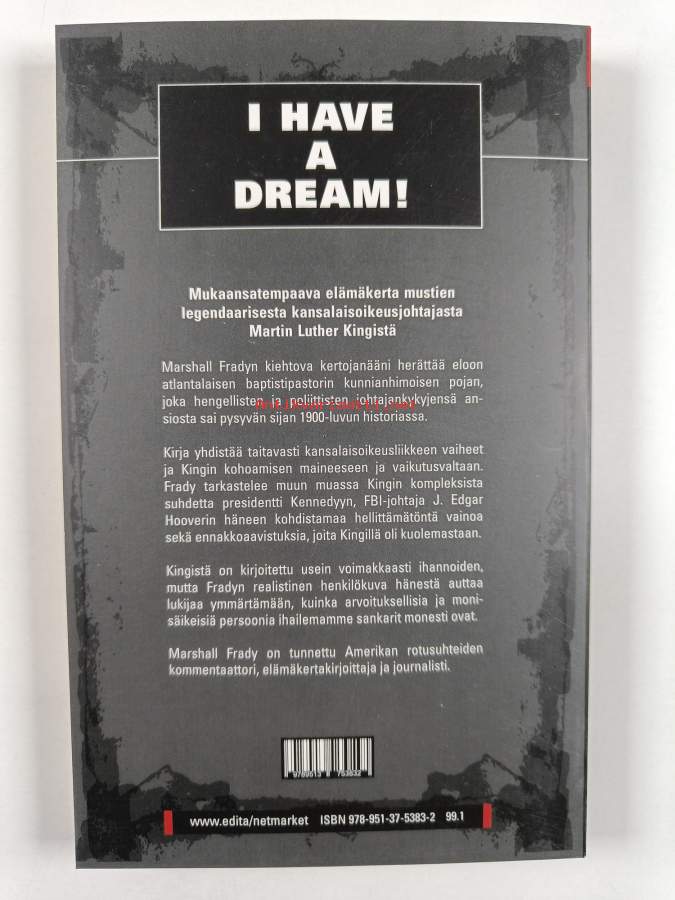 I HAVE
A
DREAM!
Mukaansatempaava elämäkerta mustien
legendaarisesta kansalaisoikeusjohtajasta
Martin Luther Kingistä
Marshall Fradyn kiehtova kertojanääni herättää eloon
atlantalaisen baptistipastorin kunnianhimoisen pojan,
joka hengellisten ja poliittisten johtajankykyjensä an-
siosta sai pysyvän sijan 1900-luvun historiassa.
Kirja yhdistää taitavasti kansalaisoikeusliikkeen vaiheet
ja Kingin kohoamisen maineeseen ja vaikutusvaltaan.
Frady tarkastelee muun muassa Kingin kompleksista
suhdetta presidentti Kennedyyn, FBI-johtaja J. Edgar
Hooverin häneen kohdistamaa hellittämätöntä vainoa
sekä ennakkoaavistuksia, joita Kingillä oli kuolemastaan.
Kingistä on kirjoitettu usein voimakkaasti ihannoiden,
mutta Fradyn realistinen henkilökuva hänestä auttaa
lukijaa ymmärtämään, kuinka arvoituksellisia ja moni-
säikeisiä persoonia ihailemamme sankarit monesti ovat.
Marshall Frady on tunnettu Amerikan rotusuhteiden
kommentaattori, elämäkertakirjoittaja ja journalisti.
9789513 753832
www.edita/netmarket ISBN 978-951-37-5383-2 99.1